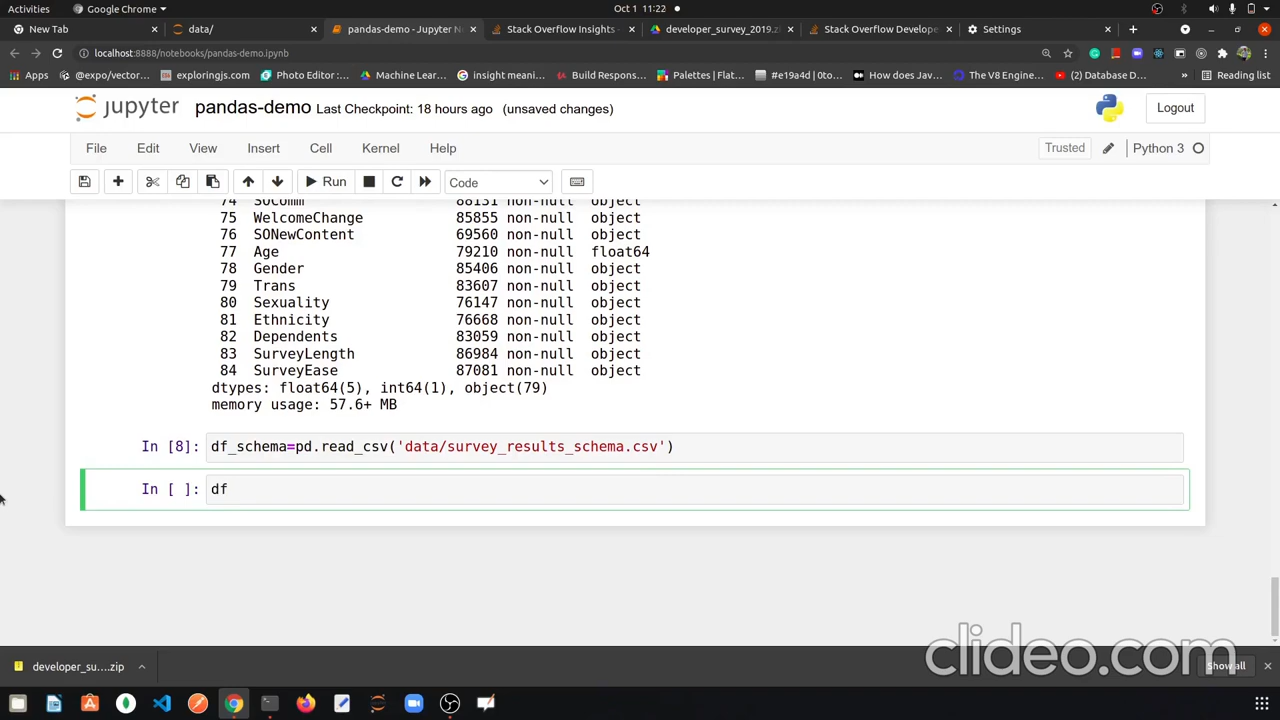 Activities Google Chrome Oct 1 11:22
New Tab data/ pandas-demo - Jupyter N Stack Overflow Insights - developer_survey_2019.zi Stack Overflow Develope Settings
localhost:8888/notebooks/pandas-demo.ipynb
Apps @expo/vector... exploringjs.com Photo Editor :... Machine Lear... insight meani... Build Respons... Palettes | Flat... #e19a4d | 0to... How does Jav... The V8 Engine... (2) Database D... » Reading list
jupyter pandas-demo Last Checkpoint: 18 hours ago (unsaved changes) Logout
File Edit View Insert Cell Kernel Help Trusted Python 3
Run Code
74 SOComm 88131 non-null object
75 WelcomeChange 85855 non-null object
76 SONewContent 69560 non-null object
77 Age 79210 non-null float64
78 Gender 85406 non-null object
79 Trans 83607 non-null object
80 Sexuality 76147 non-null object
81 Ethnicity 76668 non-null object
82 Dependents 83059 non-null object
83 SurveyLength 86984 non-null object
84 SurveyEase 87081 non-null object
dtypes: float64(5), int64(1), object(79)
memory usage: 57.6+ MB
In [8]: df_schema=pd.read_csv('data/survey_results_schema.csv')
In [ ]: df
developer_su....zip Show all
clideo.com